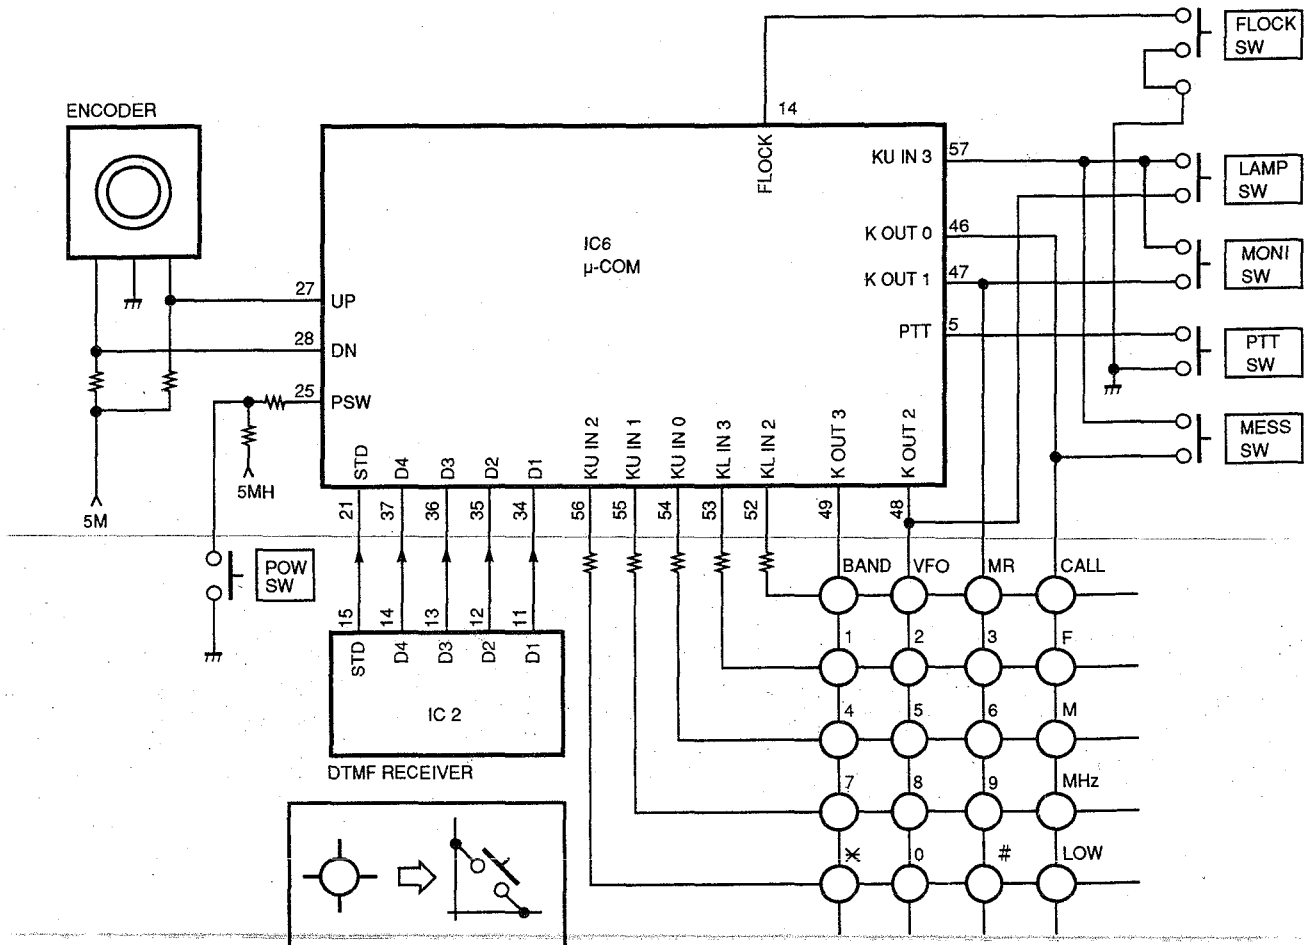 FLOCK
SW
ENCODER
14
FLOCK
KU IN 3
57
LAMP
SW
IC6
μ-COM
K OUT 0
46
K OUT 1
47
MONI
SW
27
UP
PTT
5
PTT
SW
28
DN
25
PSW
MESS
SW
STD
D4
D3
D2
D1
KU IN 2
KU IN 1
KU IN 0
KL IN 3
KL IN 2
K OUT 3
K OUT 2
5MH
5M
21
37
36
35
34
56
55
54
53
52
49
48
POW
SW
BAND
VFO
MR
CALL
15
14
13
12
11
STD
D4
D3
D2
D1
1
2
3
F
IC 2
4
5
6
M
DTMF RECEIVER
7
8
9
MHz
*
0
#
LOW